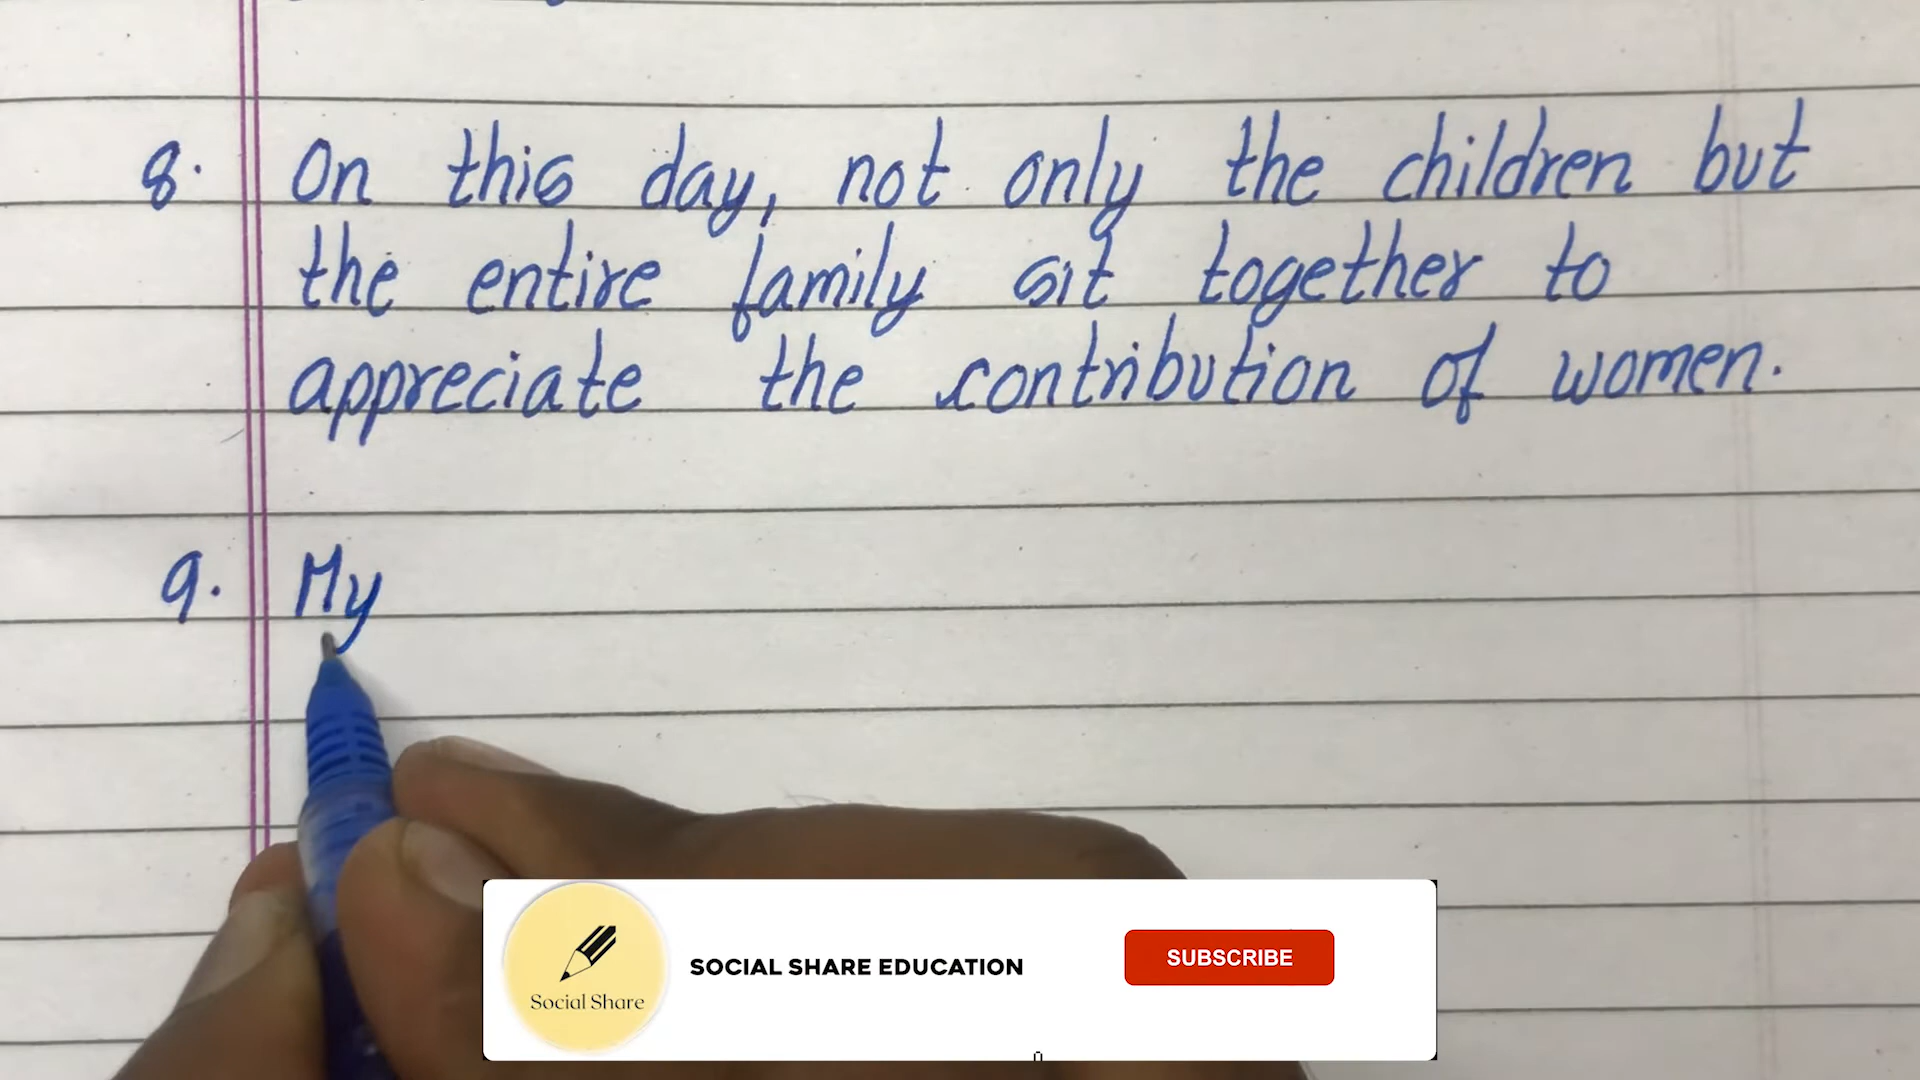 8. On this day, not only the children but
the entire family sit together to
appreciate the contribution of women.
9. My
Social Share
SOCIAL SHARE EDUCATION
SUBSCRIBE